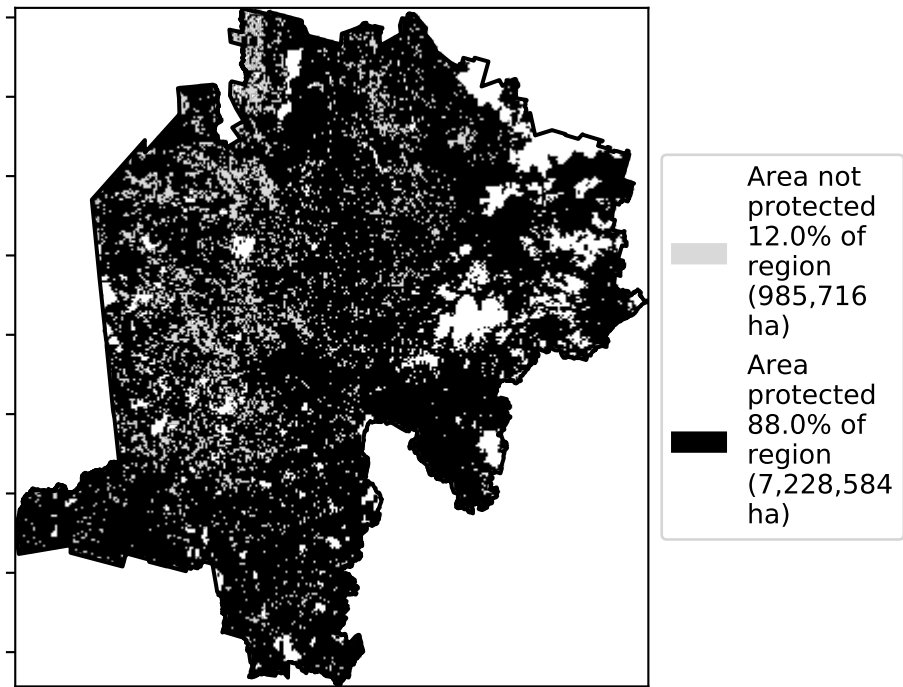 Area not
protected
12.0% of
region
(985,716
ha)
Area
protected
88.0% of
region
(7,228,584
ha)